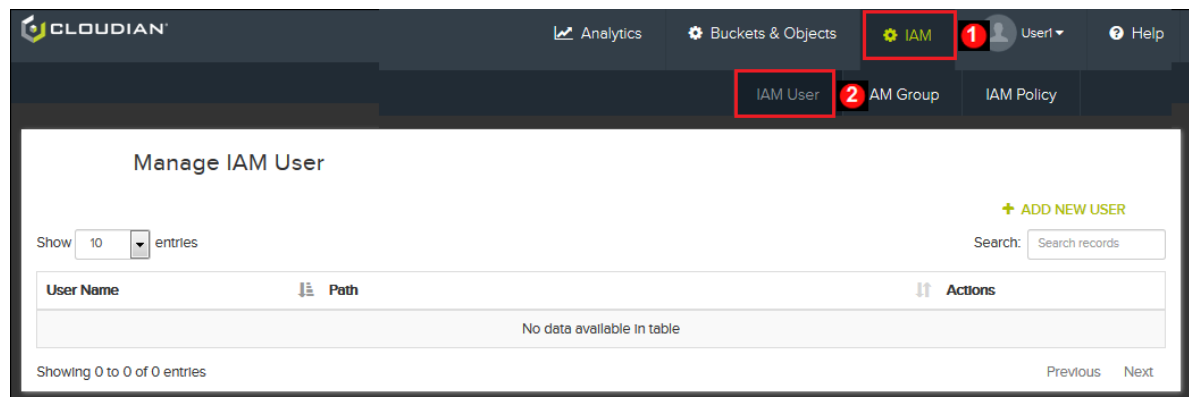 CLOUDIAN
Analytics Buckets & Objects IAM 1 User1 Help
IAM User 2 AM Group IAM Policy
Manage IAM User
+ ADD NEW USER
Show 10 entries Search: Search records
User Name Path Actions
No data available in table
Showing 0 to 0 of 0 entries Previous Next